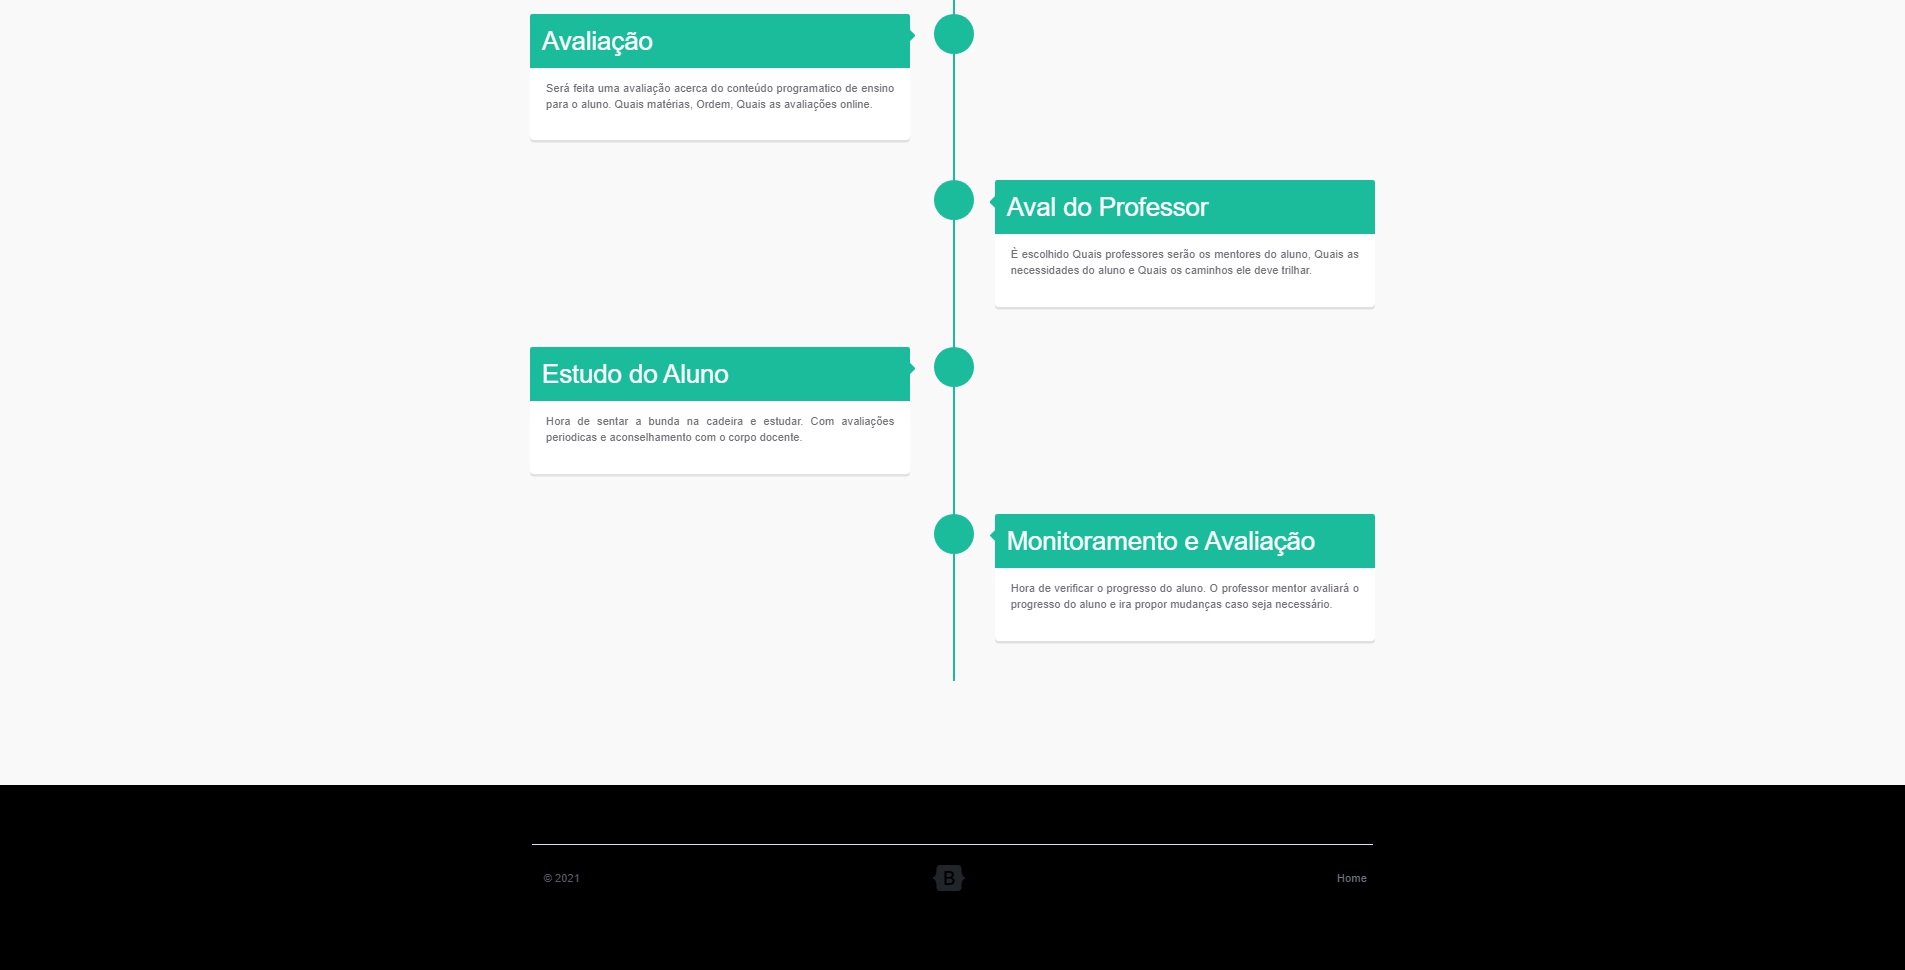 Avaliação
Será feita uma avaliação acerca do conteúdo programatico de ensino
para o aluno. Quais matérias, Ordem, Quais as avaliações online.
Aval do Professor
È escolhido Quais professores serão os mentores do aluno, Quais as
necessidades do aluno e Quais os caminhos ele deve trilhar.
Estudo do Aluno
Hora de sentar a bunda na cadeira e estudar. Com avaliações
periodicas e aconselhamento com o corpo docente.
Monitoramento e Avaliação
Hora de verificar o progresso do aluno. O professor mentor avaliará o
progresso do aluno e ira propor mudanças caso seja necessário.
© 2021
B
Home